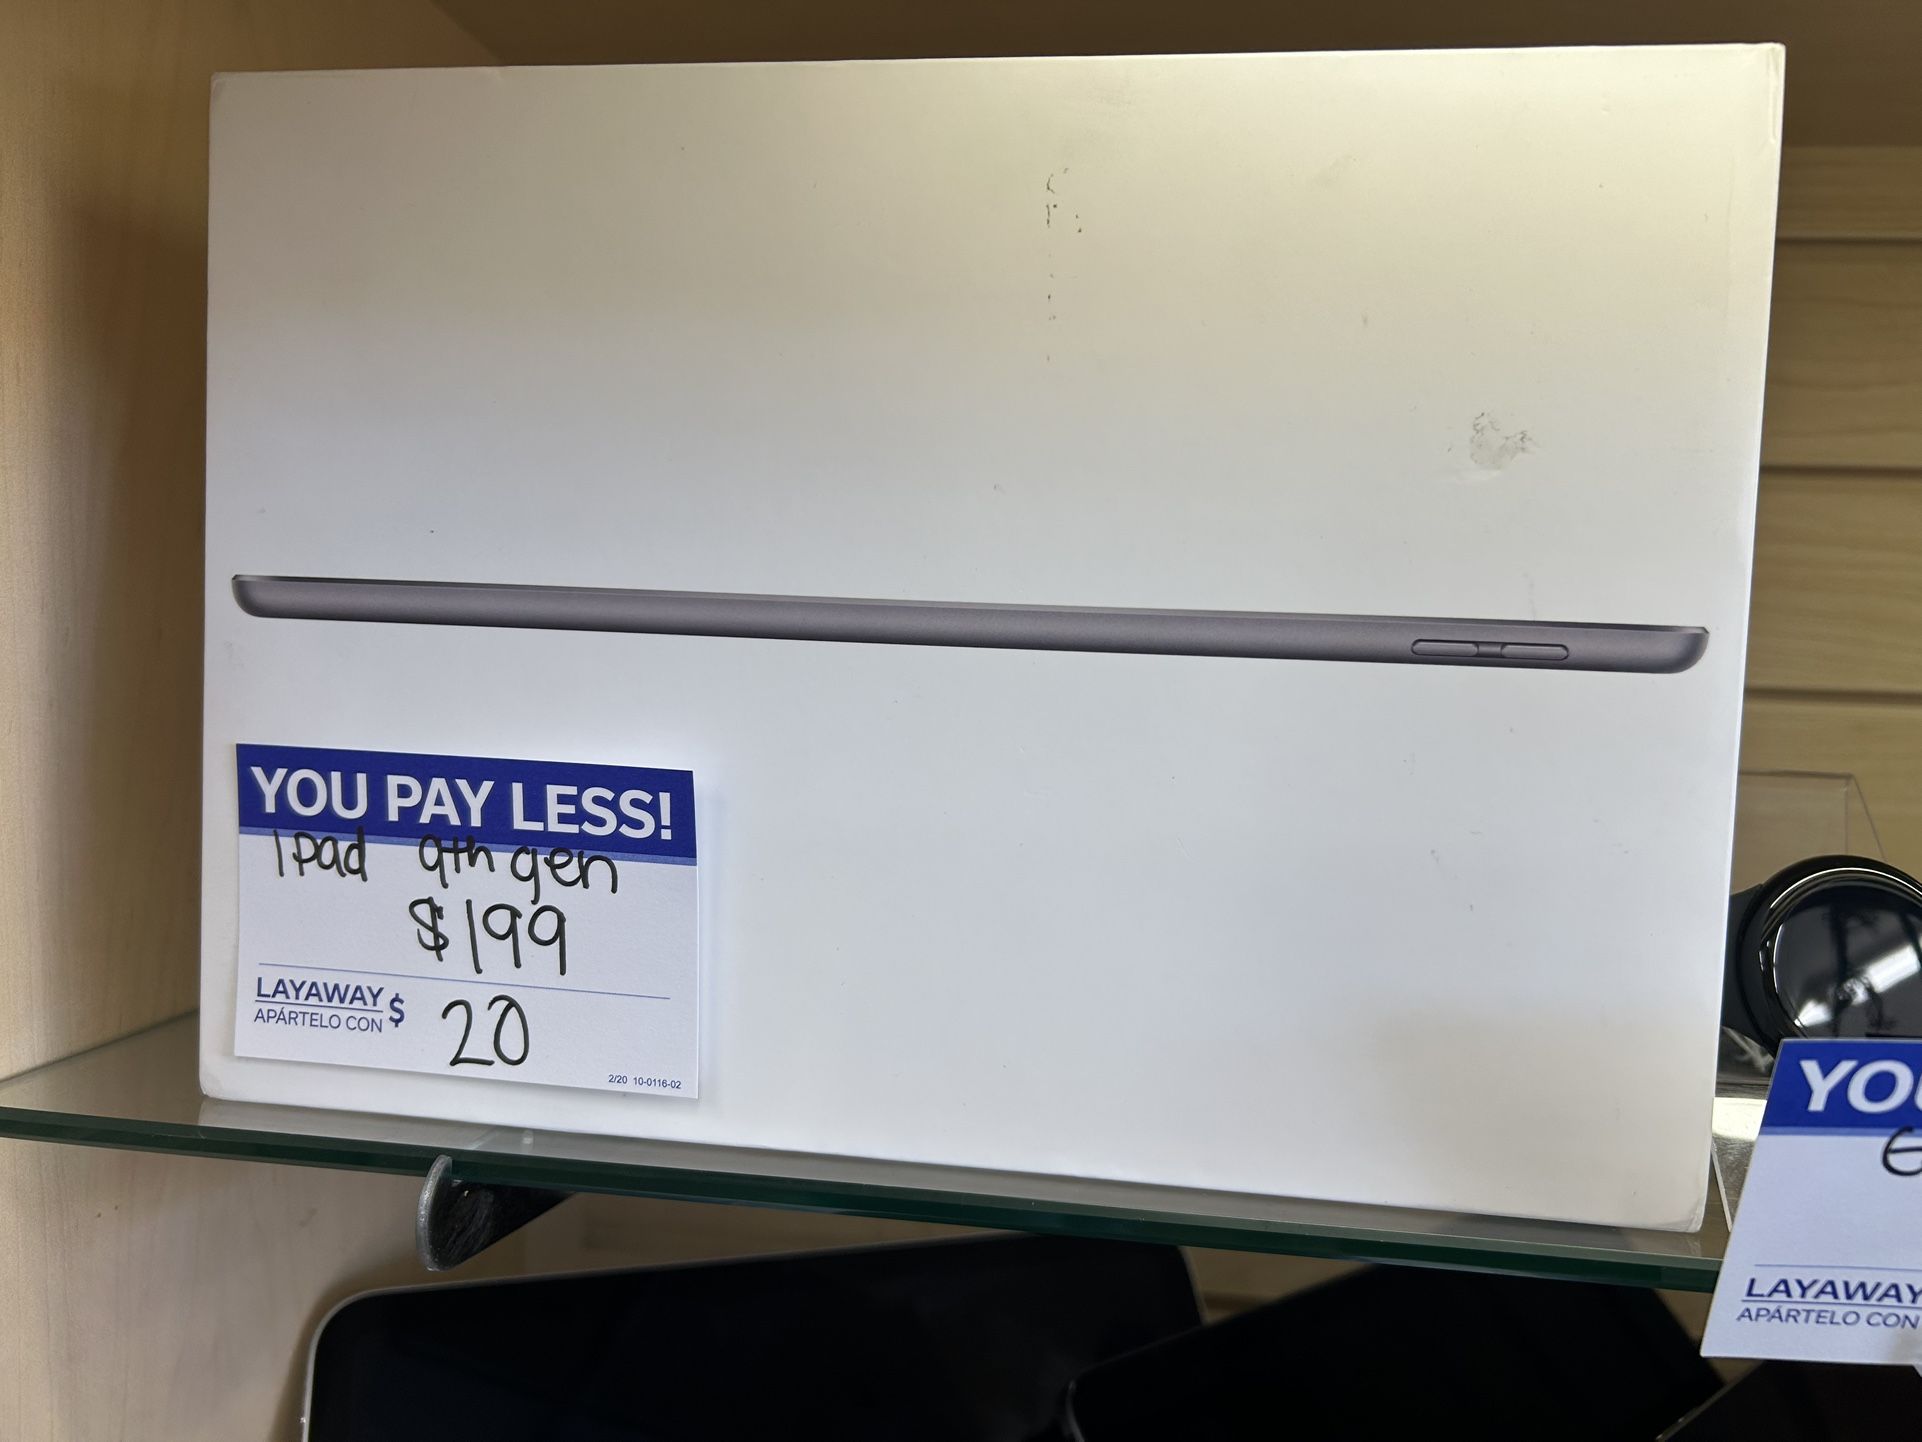 YOU PAY LESS!
IPad 9th gen
$199
LAYAWAY $ 20
APÁRTELO CON
2/20 10-0116-02
LAYAWAY
APÁRTELO CON